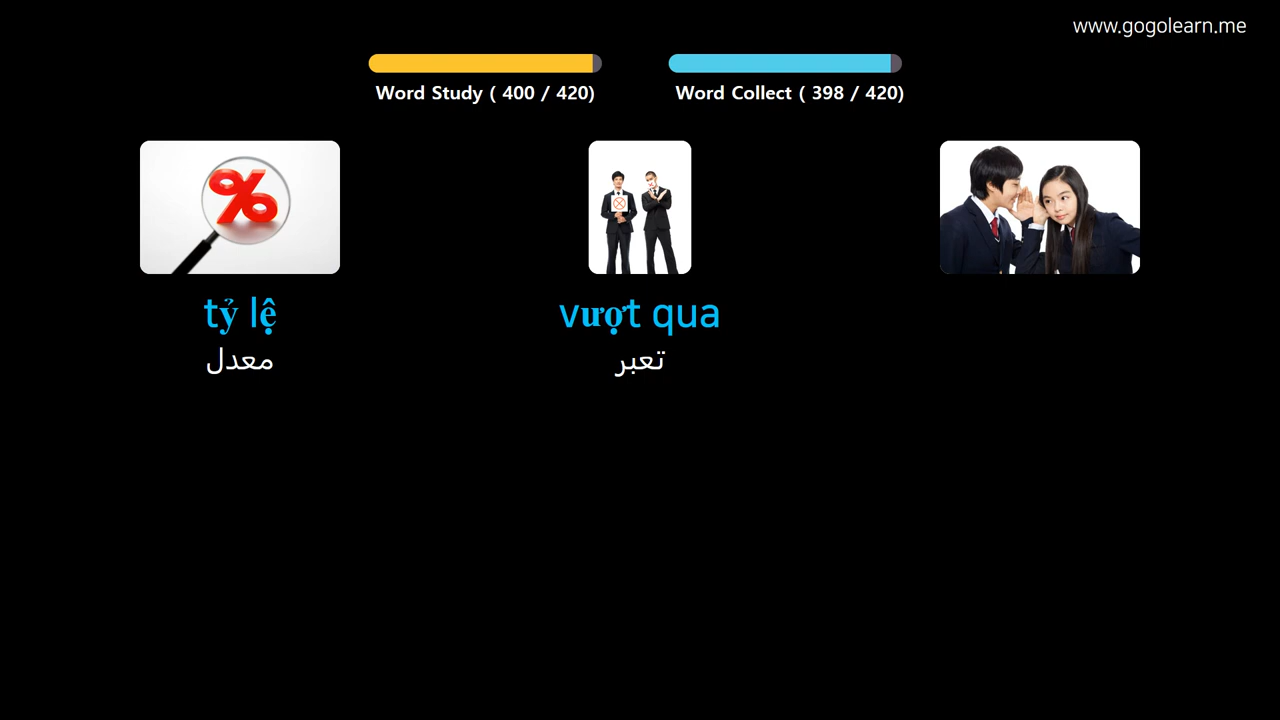 www.gogolearn.me
Word Study ( 400 / 420)
Word Collect ( 398 / 420)
%
tỷ lệ
معدل
vượt qua
تعبر